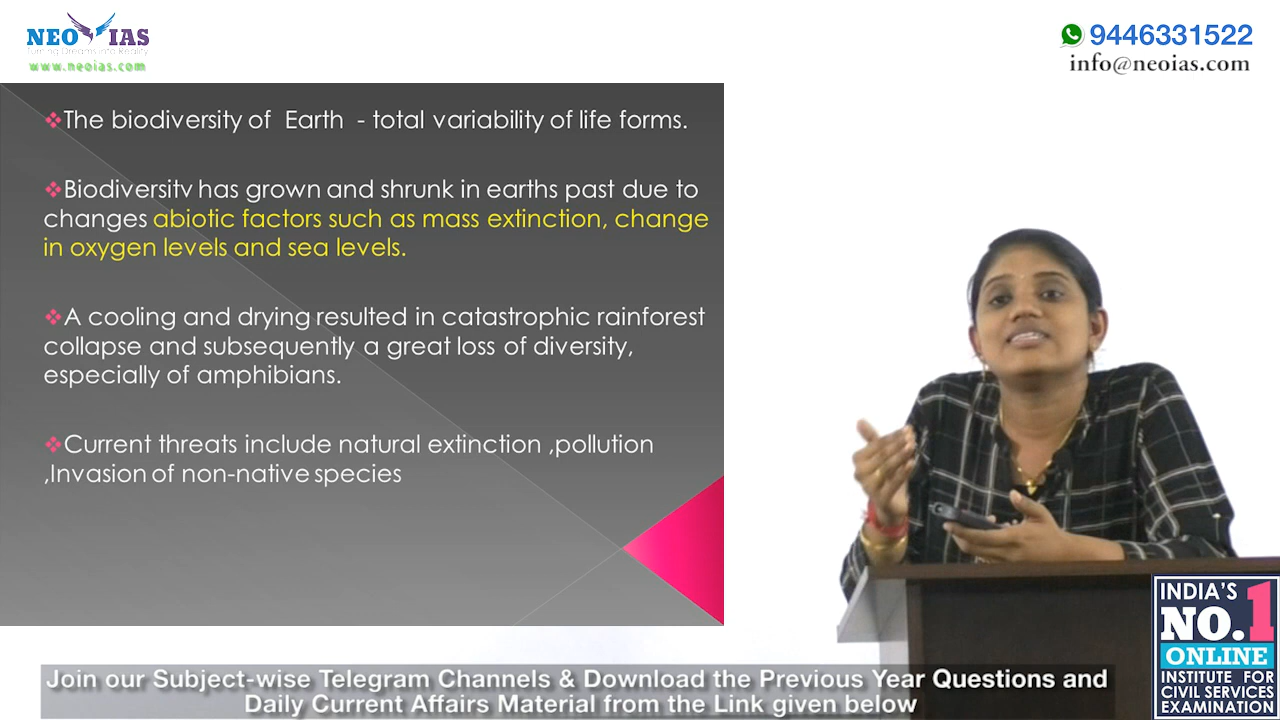 NEO IAS
Turning Dreams into Reality
www.neoias.com
9446331522
info@neoias.com
The biodiversity of Earth - total variability of life forms.
Biodiversity has grown and shrunk in earths past due to
changes abiotic factors such as mass extinction, change
in oxygen levels and sea levels.
A cooling and drying resulted in catastrophic rainforest
collapse and subsequently a great loss of diversity,
especially of amphibians.
Current threats include natural extinction ,pollution
,Invasion of non-native species
INDIA'S
NO.1
ONLINE
INSTITUTE FOR
CIVIL SERVICES
EXAMINATION
Join our Subject-wise Telegram Channels & Download the Previous Year Questions and
Daily Current Affairs Material from the Link given below